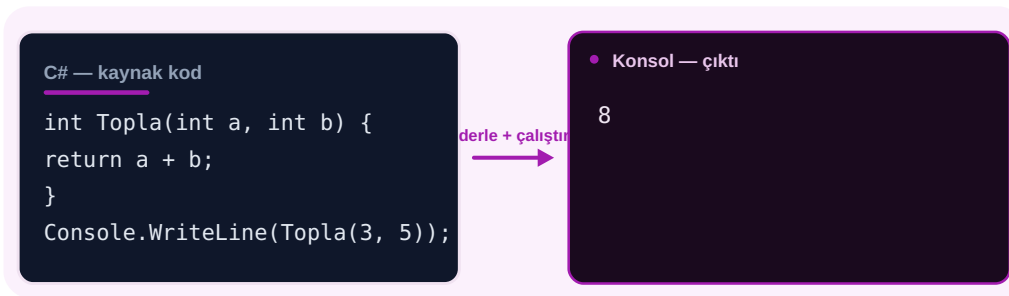 C# — kaynak kod
int Topla(int a, int b) {
return a + b;
}
Console.WriteLine(Topla(3, 5));
derle + çalıştır
Konsol — çıktı
8